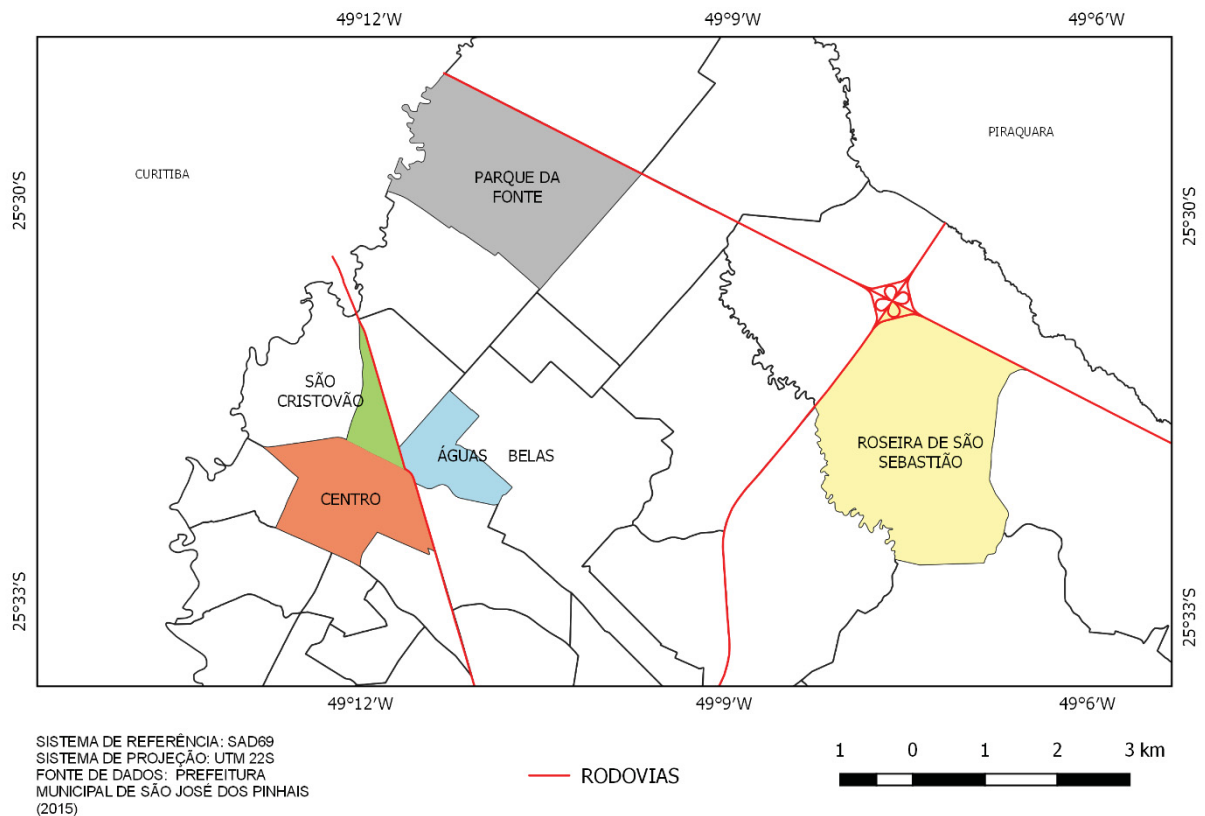 49°12'W 49°9'W 49°6'W
PIRAQUARA
CURITIBA
PARQUE DA
FONTE
25°30'S 25°30'S
SÃO
CRISTOVÃO
ÁGUAS BELAS
ROSEIRA DE SÃO
SEBASTIÃO
CENTRO
25°33'S 25°33'S
49°12'W 49°9'W 49°6'W
SISTEMA DE REFERÊNCIA: SAD69
SISTEMA DE PROJEÇÃO: UTM 22S
FONTE DE DADOS: PREFEITURA
MUNICIPAL DE SÃO JOSÉ DOS PINHAIS
(2015)
RODOVIAS
1 0 1 2 3 km